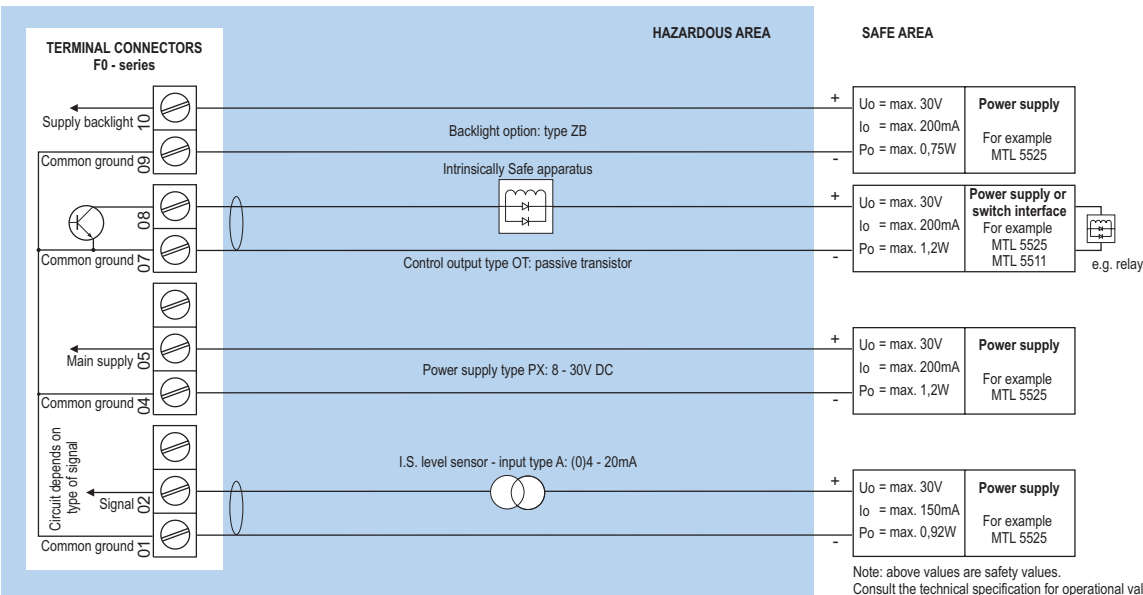 HAZARDOUS AREA
SAFE AREA
TERMINAL CONNECTORS
F0 - series
Supply backlight
10
Common ground
09
08
Common ground
07
Main supply
05
Common ground
04
Circuit depends on
type of signal
Signal
02
Common ground
01
Backlight option: type ZB
Intrinsically Safe apparatus
Control output type OT: passive transistor
Power supply type PX: 8 - 30V DC
I.S. level sensor - input type A: (0)4 - 20mA
+
-
Uo = max. 30V
Io = max. 200mA
Po = max. 0,75W
Power supply
For example
MTL 5525
+
-
Uo = max. 30V
Io = max. 200mA
Po = max. 1,2W
Power supply or
switch interface
For example
MTL 5525
MTL 5511
e.g. relay
+
-
Uo = max. 30V
Io = max. 200mA
Po = max. 1,2W
Power supply
For example
MTL 5525
+
-
Uo = max. 30V
Io = max. 150mA
Po = max. 0,92W
Power supply
For example
MTL 5525
Note: above values are safety values.
Consult the technical specification for operational val